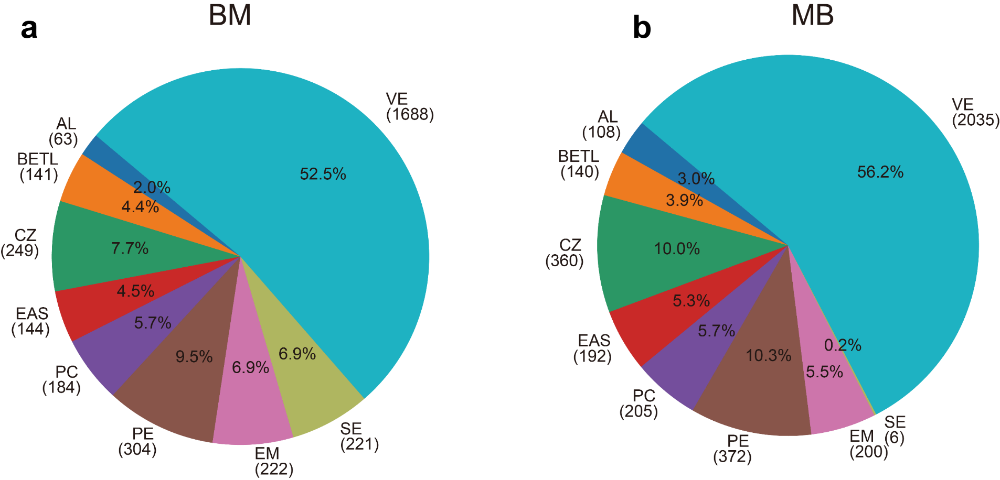 a
BM
VE
(1688)
52.5%
AL
(63)
2.0%
BETL
(141)
4.4%
CZ
(249)
7.7%
EAS
(144)
4.5%
PC
(184)
5.7%
PE
(304)
9.5%
EM
(222)
6.9%
SE
(221)
6.9%
b
MB
VE
(2035)
56.2%
AL
(108)
3.0%
BETL
(140)
3.9%
CZ
(360)
10.0%
EAS
(192)
5.3%
PC
(205)
5.7%
PE
(372)
10.3%
EM
(200)
5.5%
SE
(6)
0.2%